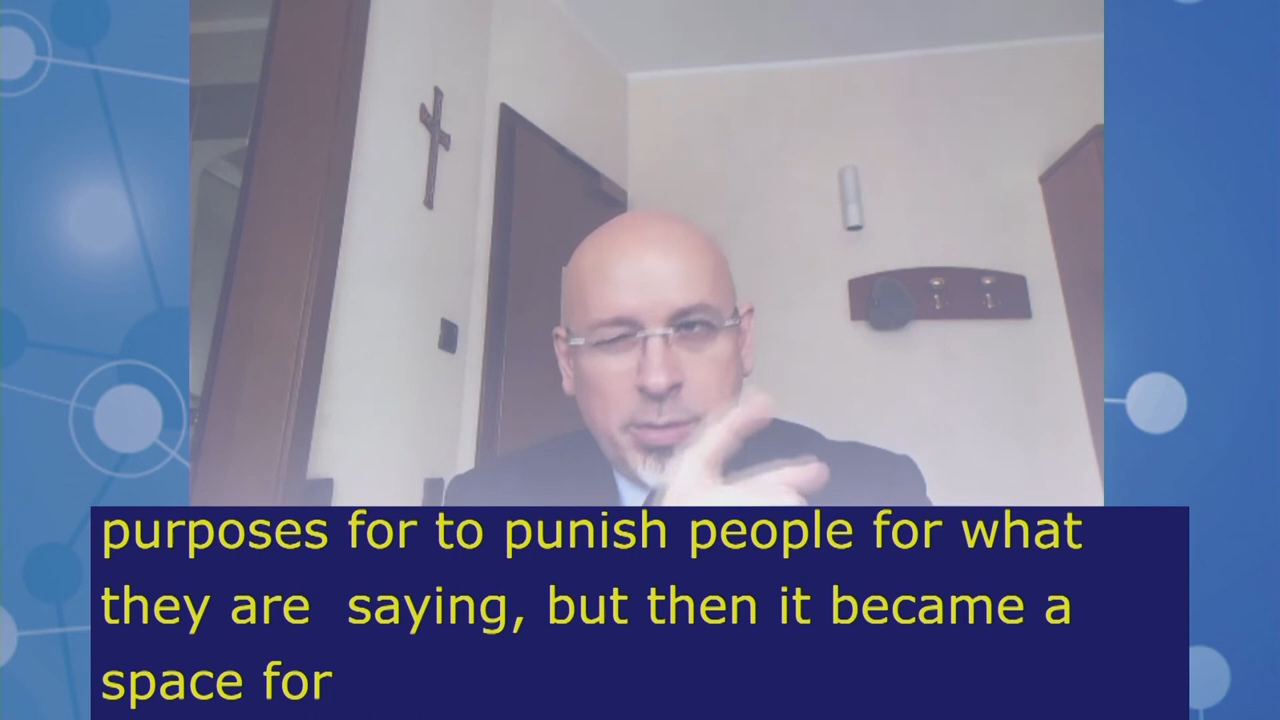 purposes for to punish people for what
they are  saying, but then it became a
space for